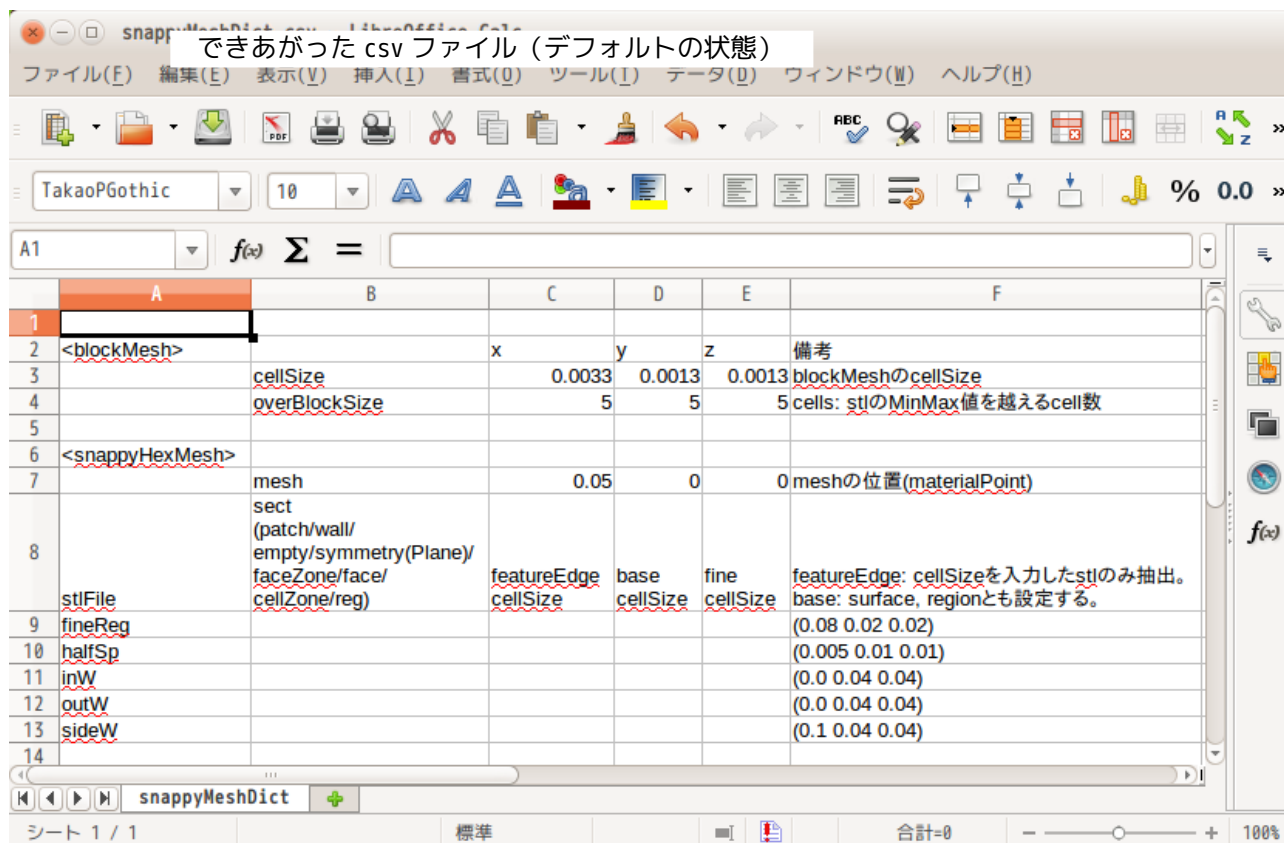 snappyMeshDict.csv - LibreOffice Calc
できあがった csv ファイル（デフォルトの状態）
ファイル(F) 編集(E) 表示(V) 挿入(I) 書式(O) ツール(T) データ(D) ウィンドウ(W) ヘルプ(H)
PDF ABC A Z »
TakaoPGothic 10 A A A a % 0.0 »
A1 f(x) Σ =
A B C D E F
1
2 <blockMesh> x y z 備考
3 cellSize 0.0033 0.0013 0.0013 blockMeshのcellSize
4 overBlockSize 5 5 5 cells: stlのMinMax値を越えるcell数
5
6 <snappyHexMesh>
7 mesh 0.05 0 0 meshの位置(materialPoint)
sect
(patch/wall/
8 empty/symmetry(Plane)/
faceZone/face/ featureEdge base fine featureEdge: cellSizeを入力したstlのみ抽出。
stlFile cellZone/reg) cellSize cellSize cellSize base: surface, regionとも設定する。
9 fineReg (0.08 0.02 0.02)
10 halfSp (0.005 0.01 0.01)
11 inW (0.0 0.04 0.04)
12 outW (0.0 0.04 0.04)
13 sideW (0.1 0.04 0.04)
14
f(x)
snappyMeshDict
シート 1 / 1 標準 合計=0 100%